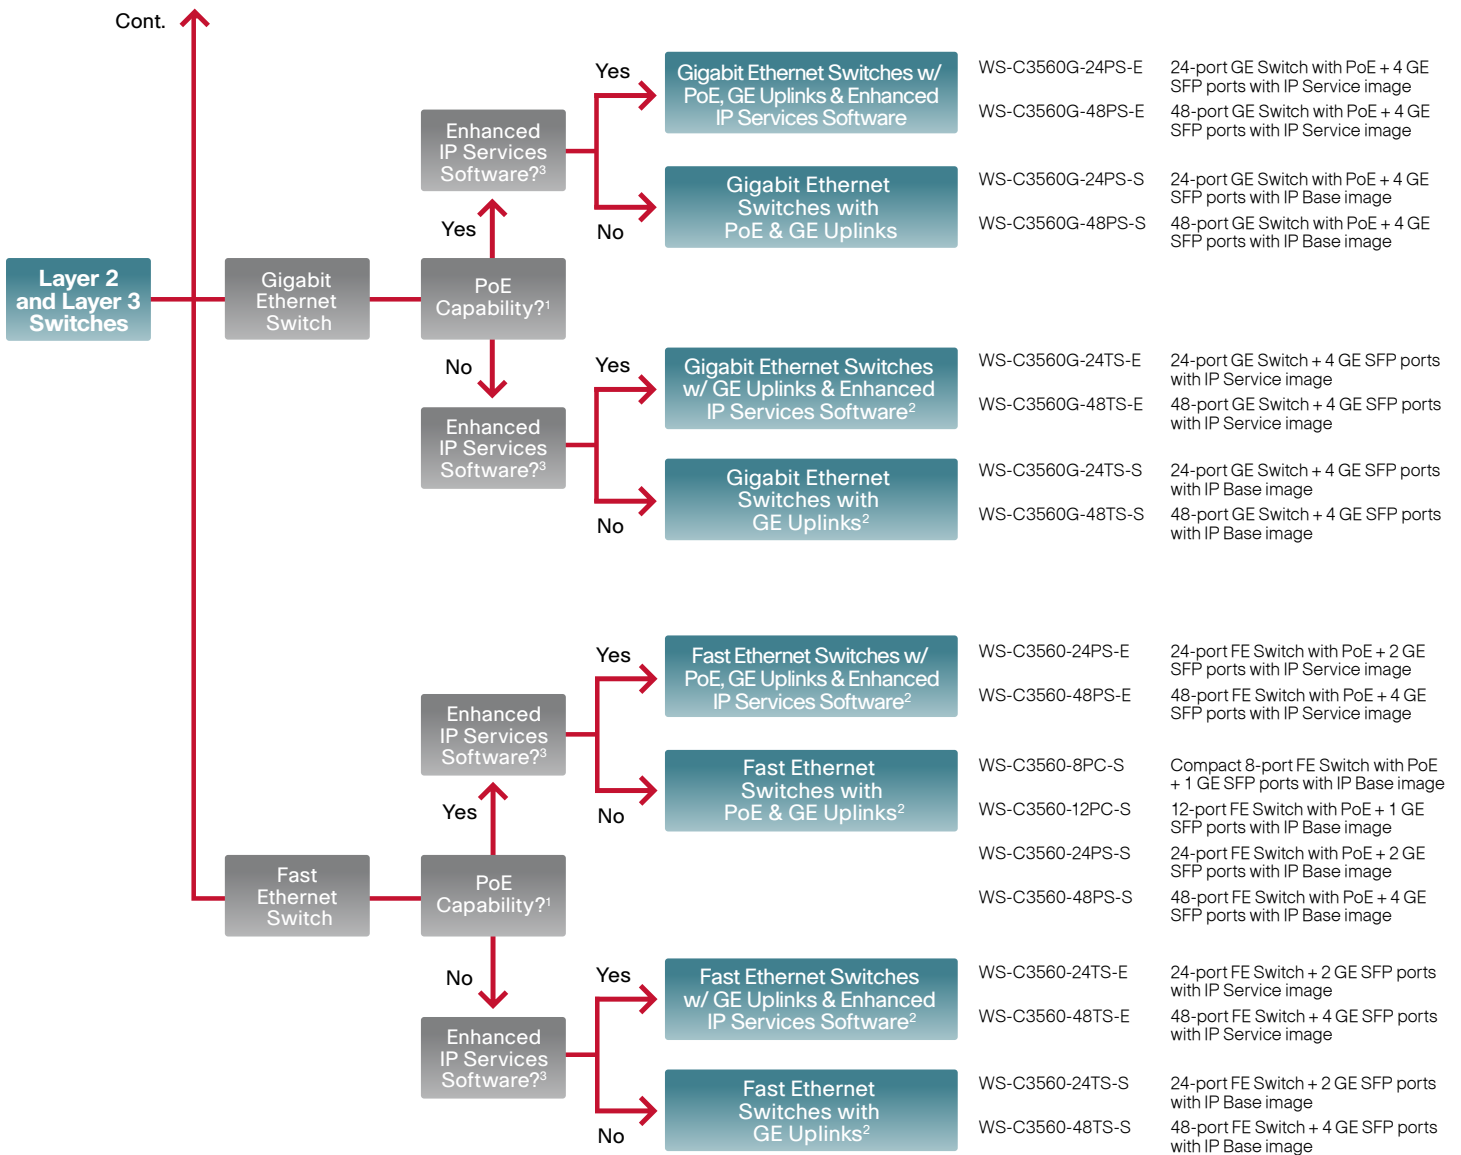 Cont.
Layer 2
and Layer 3
Switches
Gigabit
Ethernet
Switch
PoE
Capability?¹
Yes
Enhanced
IP Services
Software?³
Yes
Gigabit Ethernet Switches w/
PoE, GE Uplinks & Enhanced
IP Services Software
WS-C3560G-24PS-E
24-port GE Switch with PoE + 4 GE
SFP ports with IP Service image
WS-C3560G-48PS-E
48-port GE Switch with PoE + 4 GE
SFP ports with IP Service image
No
Gigabit Ethernet
Switches with
PoE & GE Uplinks
WS-C3560G-24PS-S
24-port GE Switch with PoE + 4 GE
SFP ports with IP Base image
WS-C3560G-48PS-S
48-port GE Switch with PoE + 4 GE
SFP ports with IP Base image
No
Enhanced
IP Services
Software?³
Yes
Gigabit Ethernet Switches
w/ GE Uplinks & Enhanced
IP Services Software²
WS-C3560G-24TS-E
24-port GE Switch + 4 GE SFP ports
with IP Service image
WS-C3560G-48TS-E
48-port GE Switch + 4 GE SFP ports
with IP Service image
No
Gigabit Ethernet
Switches with
GE Uplinks²
WS-C3560G-24TS-S
24-port GE Switch + 4 GE SFP ports
with IP Base image
WS-C3560G-48TS-S
48-port GE Switch + 4 GE SFP ports
with IP Base image
Fast
Ethernet
Switch
PoE
Capability?¹
Yes
Enhanced
IP Services
Software?³
Yes
Fast Ethernet Switches w/
PoE, GE Uplinks & Enhanced
IP Services Software²
WS-C3560-24PS-E
24-port FE Switch with PoE + 2 GE
SFP ports with IP Service image
WS-C3560-48PS-E
48-port FE Switch with PoE + 4 GE
SFP ports with IP Service image
No
Fast Ethernet
Switches with
PoE & GE Uplinks²
WS-C3560-8PC-S
Compact 8-port FE Switch with PoE
+ 1 GE SFP ports with IP Base image
WS-C3560-12PC-S
12-port FE Switch with PoE + 1 GE
SFP ports with IP Base image
WS-C3560-24PS-S
24-port FE Switch with PoE + 2 GE
SFP ports with IP Base image
WS-C3560-48PS-S
48-port FE Switch with PoE + 4 GE
SFP ports with IP Base image
No
Enhanced
IP Services
Software?³
Yes
Fast Ethernet Switches
w/ GE Uplinks & Enhanced
IP Services Software²
WS-C3560-24TS-E
24-port FE Switch + 2 GE SFP ports
with IP Service image
WS-C3560-48TS-E
48-port FE Switch + 4 GE SFP ports
with IP Service image
No
Fast Ethernet
Switches with
GE Uplinks²
WS-C3560-24TS-S
24-port FE Switch + 2 GE SFP ports
with IP Base image
WS-C3560-48TS-S
48-port FE Switch + 4 GE SFP ports
with IP Base image